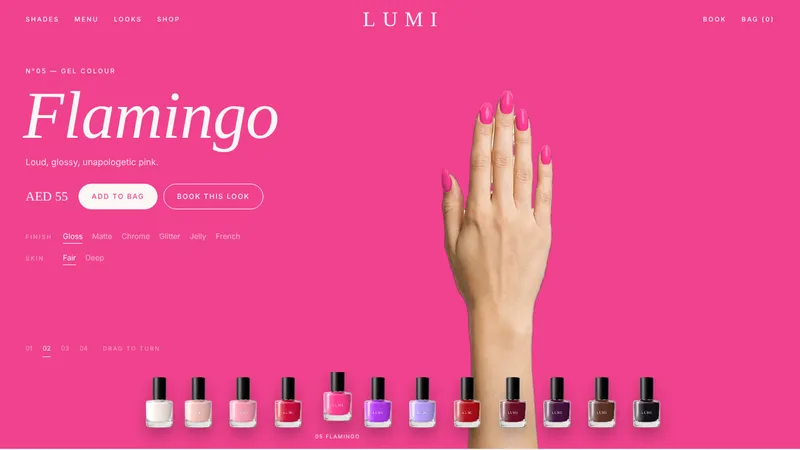 SHADES MENU LOOKS SHOP
LUMI
BOOK BAG (0)
N°05 — GEL COLOUR
Flamingo
Loud, glossy, unapologetic pink.
AED 55 ADD TO BAG BOOK THIS LOOK
FINISH Gloss Matte Chrome Glitter Jelly French
SKIN Fair Deep
01 02 03 04 DRAG TO TURN
05 FLAMINGO